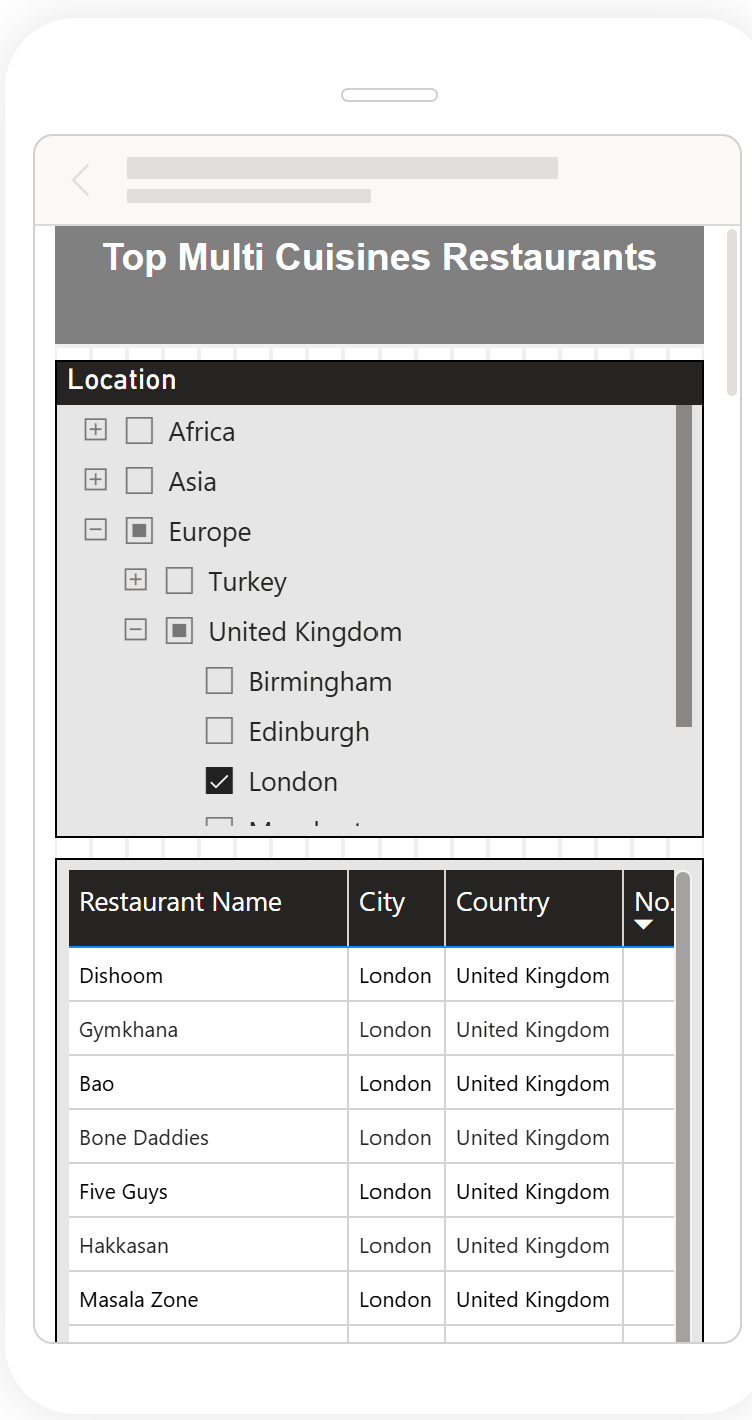 Top Multi Cuisines Restaurants
Location
Africa
Asia
Europe
Turkey
United Kingdom
Birmingham
Edinburgh
London
Restaurant Name City Country No.
Dishoom London United Kingdom
Gymkhana London United Kingdom
Bao London United Kingdom
Bone Daddies London United Kingdom
Five Guys London United Kingdom
Hakkasan London United Kingdom
Masala Zone London United Kingdom